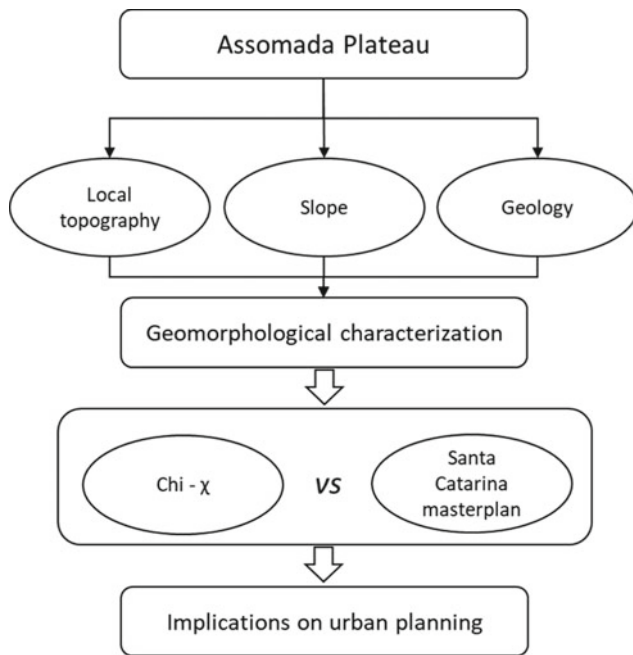 Assomada Plateau
Local
topography
Slope
Geology
Geomorphological characterization
Chi - χ
VS
Santa
Catarina
masterplan
Implications on urban planning